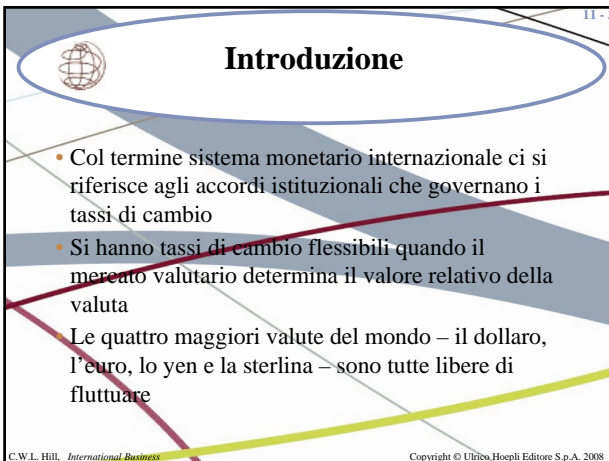 11 -
Introduzione
• Col termine sistema monetario internazionale ci si
riferisce agli accordi istituzionali che governano i
tassi di cambio
• Si hanno tassi di cambio flessibili quando il
mercato valutario determina il valore relativo della
valuta
• Le quattro maggiori valute del mondo – il dollaro,
l’euro, lo yen e la sterlina – sono tutte libere di
fluttuare
C.W.L. Hill, International Business Copyright © Ulrico Hoepli Editore S.p.A. 2008